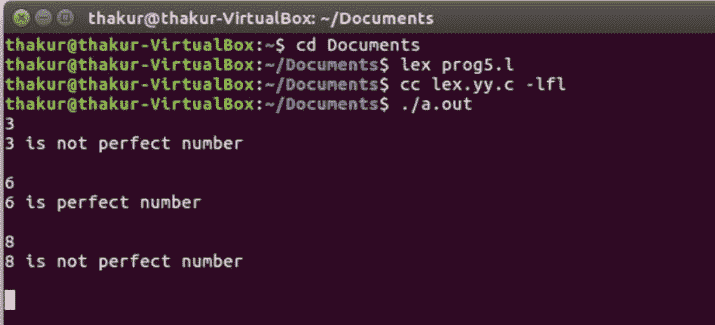 thakur@thakur-VirtualBox: ~/Documents
thakur@thakur-VirtualBox:~$ cd Documents
thakur@thakur-VirtualBox:~/Documents$ lex prog5.l
thakur@thakur-VirtualBox:~/Documents$ cc lex.yy.c -lfl
thakur@thakur-VirtualBox:~/Documents$ ./a.out
3
3 is not perfect number
6
6 is perfect number
8
8 is not perfect number